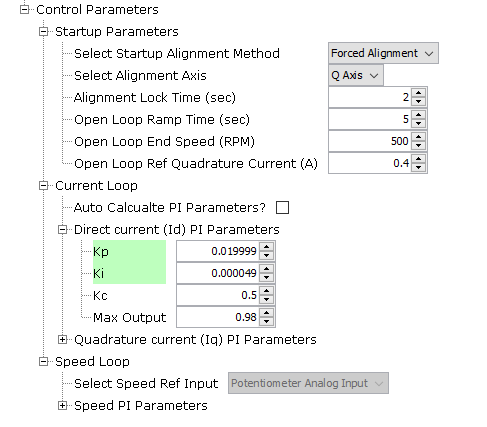 Control Parameters
Startup Parameters
Select Startup Alignment Method Forced Alignment
Select Alignment Axis Q Axis
Alignment Lock Time (sec) 2
Open Loop Ramp Time (sec) 5
Open Loop End Speed (RPM) 500
Open Loop Ref Quadrature Current (A) 0.4
Current Loop
Auto Calcualte PI Parameters?
Direct current (Id) PI Parameters
Kp 0.019999
Ki 0.000049
Kc 0.5
Max Output 0.98
Quadrature current (Iq) PI Parameters
Speed Loop
Select Speed Ref Input Potentiometer Analog Input
Speed PI Parameters